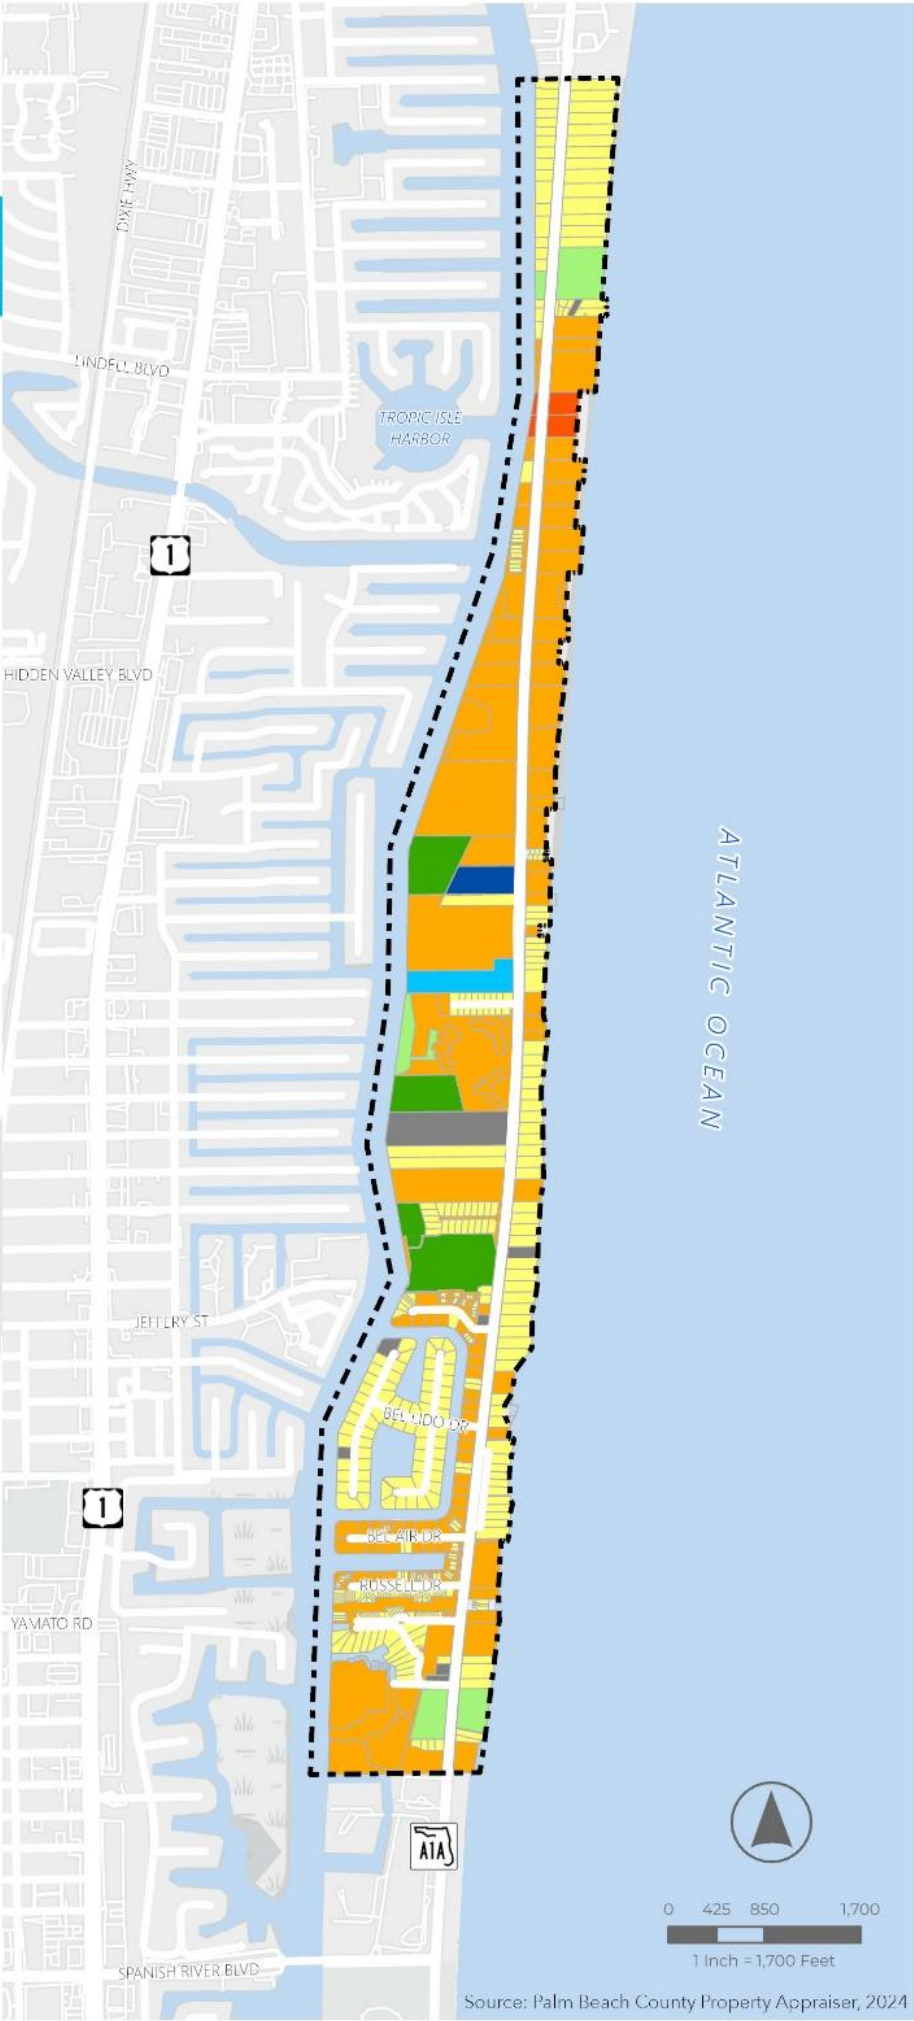 DIXIE HWY
LINDELL BLVD
TROPIC ISLE
HARBOR
1
HIDDEN VALLEY BLVD
ATLANTIC OCEAN
JEFFERY ST
BEL LIDO DR
1
BEL AIR DR
RUSSELL DR
YAMATO RD
A1A
0 425 850 1,700
1 Inch = 1,700 Feet
SPANISH RIVER BLVD
Source: Palm Beach County Property Appraiser, 2024